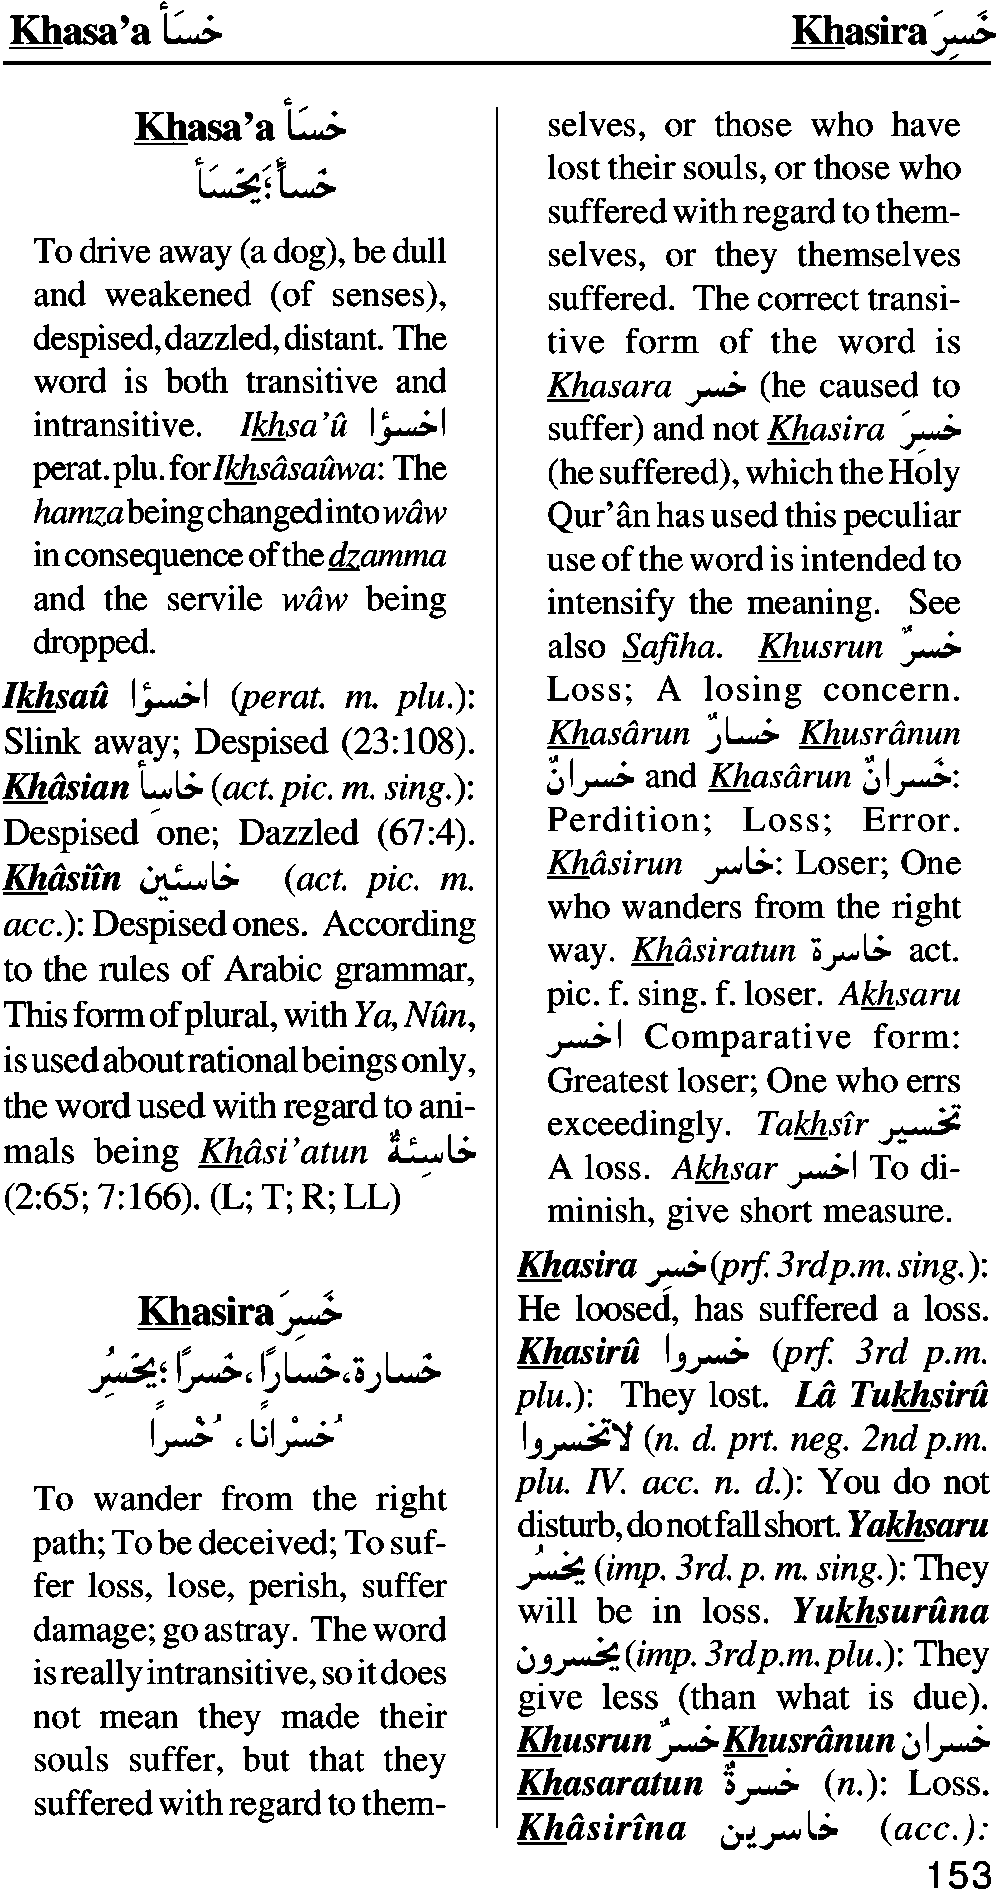 Khasa’a خَسَأ
Khasira خَسِرَ
Khasa’a خَسَأ
خَسأً؛يَخسَأ
To drive away (a dog), be dull
and weakened (of senses),
despised, dazzled, distant. The
word is both transitive and
intransitive. Ikhsa’û اخسؤا
perat. plu. for Ikhsâsaûwa: The
hamza being changed into wâw
in consequence of the dzamma
and the servile wâw being
dropped.
Ikhsaû اخسؤا (perat. m. plu.):
Slink away; Despised (23:108).
Khâsian خاسِأ (act. pic. m. sing.):
Despised one; Dazzled (67:4).
Khâsiîn خاسئين (act. pic. m.
acc.): Despised ones. According
to the rules of Arabic grammar,
This form of plural, with Ya, Nûn,
is used about rational beings only,
the word used with regard to ani-
mals being Khâsi’atun خاسِئةٌ
(2:65; 7:166). (L; T; R; LL)
Khasira خَسِرَ
خسارة، خسارًا، خسرًا؛ يَخسُرِ
خُسْرانًا، خُسرًا
To wander from the right
path; To be deceived; To suf-
fer loss, lose, perish, suffer
damage; go astray. The word
is really intransitive, so it does
not mean they made their
souls suffer, but that they
suffered with regard to them-
selves, or those who have
lost their souls, or those who
suffered with regard to them-
selves, or they themselves
suffered. The correct transi-
tive form of the word is
Khasara خسر (he caused to
suffer) and not Khasira خسِرَ
(he suffered), which the Holy
Qur’ân has used this peculiar
use of the word is intended to
intensify the meaning. See
also Safiha. Khusrun خسرٌ
Loss; A losing concern.
Khasârun خسارٌ Khusrânun
خسرانٌ and Khasârun خَسرانٌ:
Perdition; Loss; Error.
Khâsirun خاسر: Loser; One
who wanders from the right
way. Khâsiratun خاسرة act.
pic. f. sing. f. loser. Akhsaru
اخسر Comparative form:
Greatest loser; One who errs
exceedingly. Takhsîr تخسير
A loss. Akhsar اخسر To di-
minish, give short measure.
Khasira خسِر (prf. 3rd p.m. sing.):
He loosed, has suffered a loss.
Khasirû خسروا (prf. 3rd p.m.
plu.): They lost. Lâ Tukhsirû
لاتخسروا (n. d. prt. neg. 2nd p.m.
plu. IV. acc. n. d.): You do not
disturb, do not fall short. Yakhsaru
يخسُر (imp. 3rd. p. m. sing.): They
will be in loss. Yukhsurûna
يخسرون (imp. 3rd p.m. plu.): They
give less (than what is due).
Khusrun خسرٌ Khusrânun خسران
Khasaratun خسرةٌ (n.): Loss.
Khâsirîna خاسرين (acc.):
153